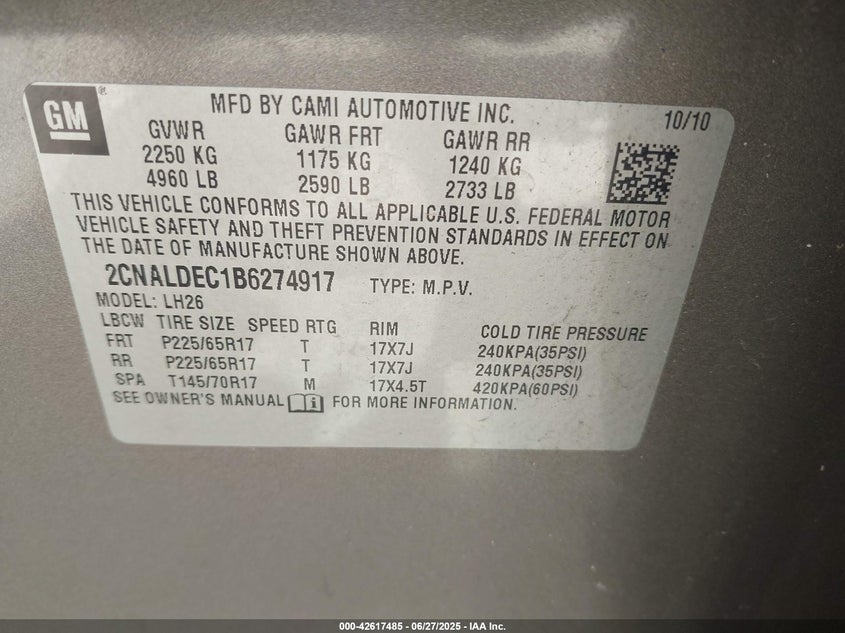 GM®
MFD BY CAMI AUTOMOTIVE INC. 10/10
GVWR GAWR FRT GAWR RR
2250 KG 1175 KG 1240 KG
4960 LB 2590 LB 2733 LB
THIS VEHICLE CONFORMS TO ALL APPLICABLE U.S. FEDERAL MOTOR
VEHICLE SAFETY AND THEFT PREVENTION STANDARDS IN EFFECT ON
THE DATE OF MANUFACTURE SHOWN ABOVE.
2CNALDEC1B6274917 TYPE: M.P.V.
MODEL: LH26
LBCW TIRE SIZE SPEED RTG RIM COLD TIRE PRESSURE
FRT P225/65R17 T 17X7J 240KPA(35PSI)
RR P225/65R17 T 17X7J 240KPA(35PSI)
SPA T145/70R17 M 17X4.5T 420KPA(60PSI)
SEE OWNER'S MANUAL FOR MORE INFORMATION.
000-42617485 - 06/27/2025 - IAA Inc.